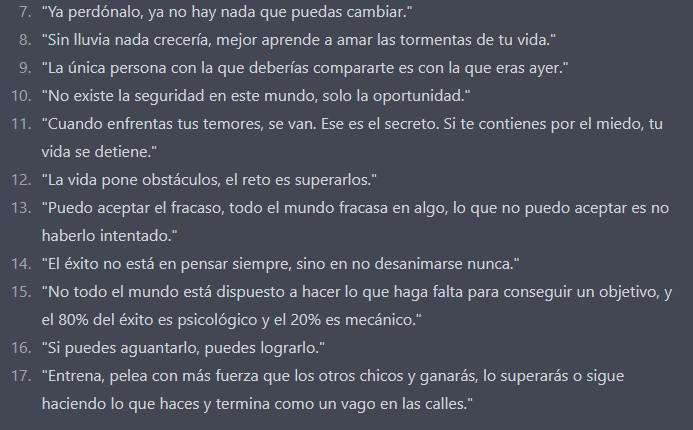 7. "Ya perdónalo, ya no hay nada que puedas cambiar."
8. "Sin lluvia nada crecería, mejor aprende a amar las tormentas de tu vida."
9. "La única persona con la que deberías compararte es con la que eras ayer."
10. "No existe la seguridad en este mundo, solo la oportunidad."
11. "Cuando enfrentas tus temores, se van. Ese es el secreto. Si te contienes por el miedo, tu
vida se detiene."
12. "La vida pone obstáculos, el reto es superarlos."
13. "Puedo aceptar el fracaso, todo el mundo fracasa en algo, lo que no puedo aceptar es no
haberlo intentado."
14. "El éxito no está en pensar siempre, sino en no desanimarse nunca."
15. "No todo el mundo está dispuesto a hacer lo que haga falta para conseguir un objetivo, y
el 80% del éxito es psicológico y el 20% es mecánico."
16. "Si puedes aguantarlo, puedes lograrlo."
17. "Entrena, pelea con más fuerza que los otros chicos y ganarás, lo superarás o sigue
haciendo lo que haces y termina como un vago en las calles."